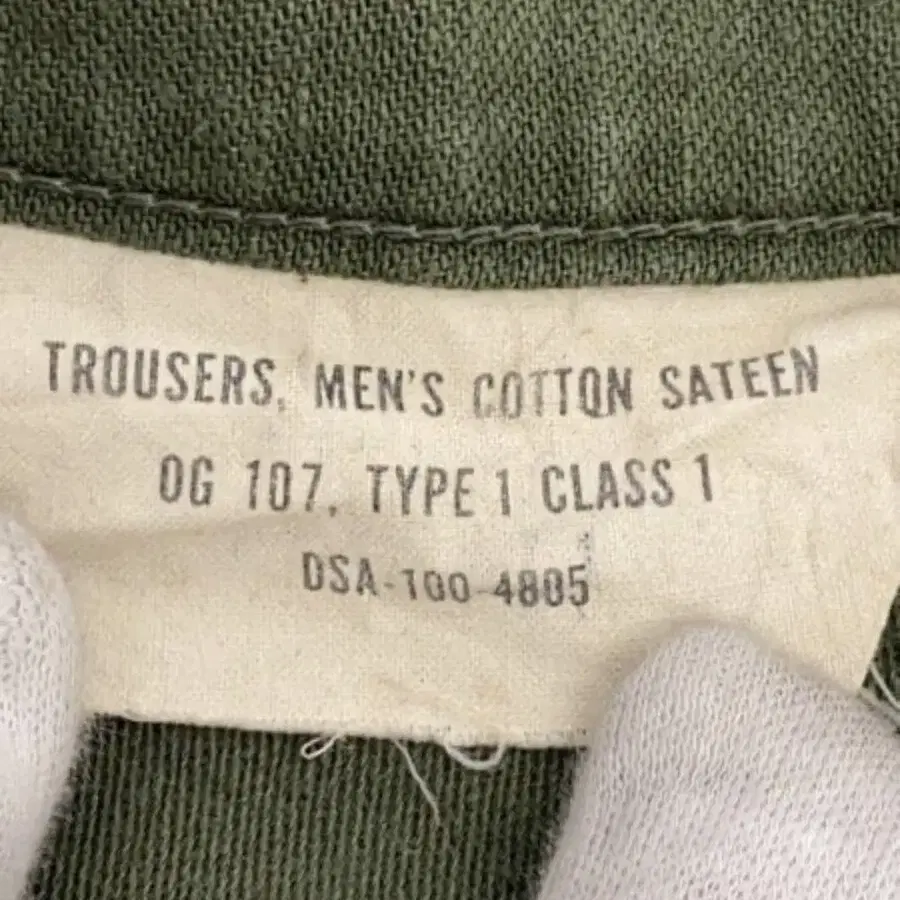 TROUSERS, MEN'S COTTON SATEEN
OG 107, TYPE 1 CLASS 1
DSA-100-4805